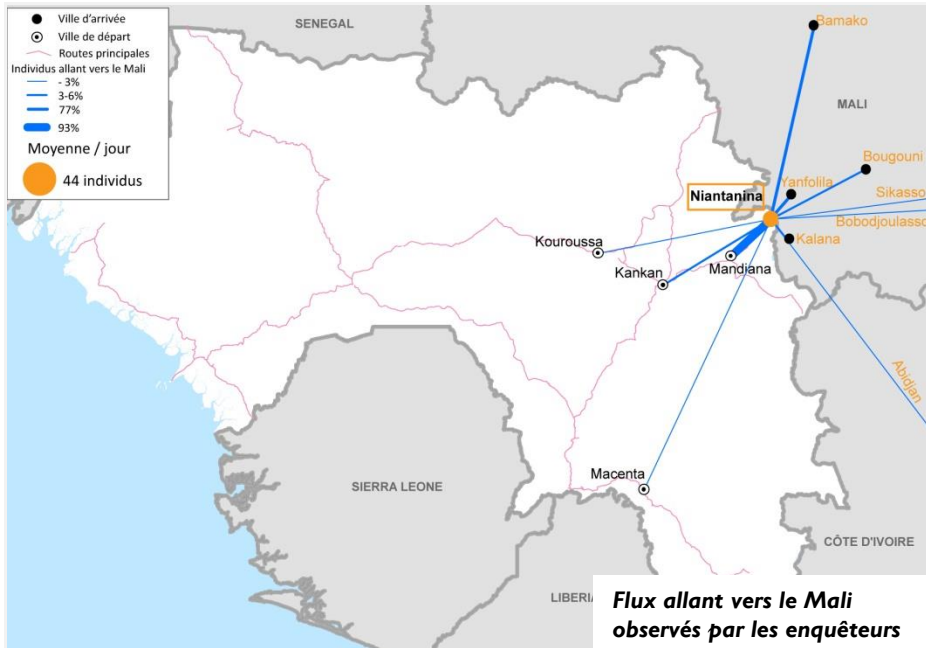 Ville d'arrivée
Ville de départ
Routes principales
Individus allant vers le Mali
- 3%
3-6%
77%
93%
Moyenne / jour
44 individus
SENEGAL
Bamako
MALI
Bougouni
Yanfolila
Sikasso
Niantanina
Bobodjoulasso
Kalana
Kouroussa
Mandiana
Kankan
Abidjan
Macenta
SIERRA LEONE
CÔTE D'IVOIRE
LIBERIA
Flux allant vers le Mali
observés par les enquêteurs